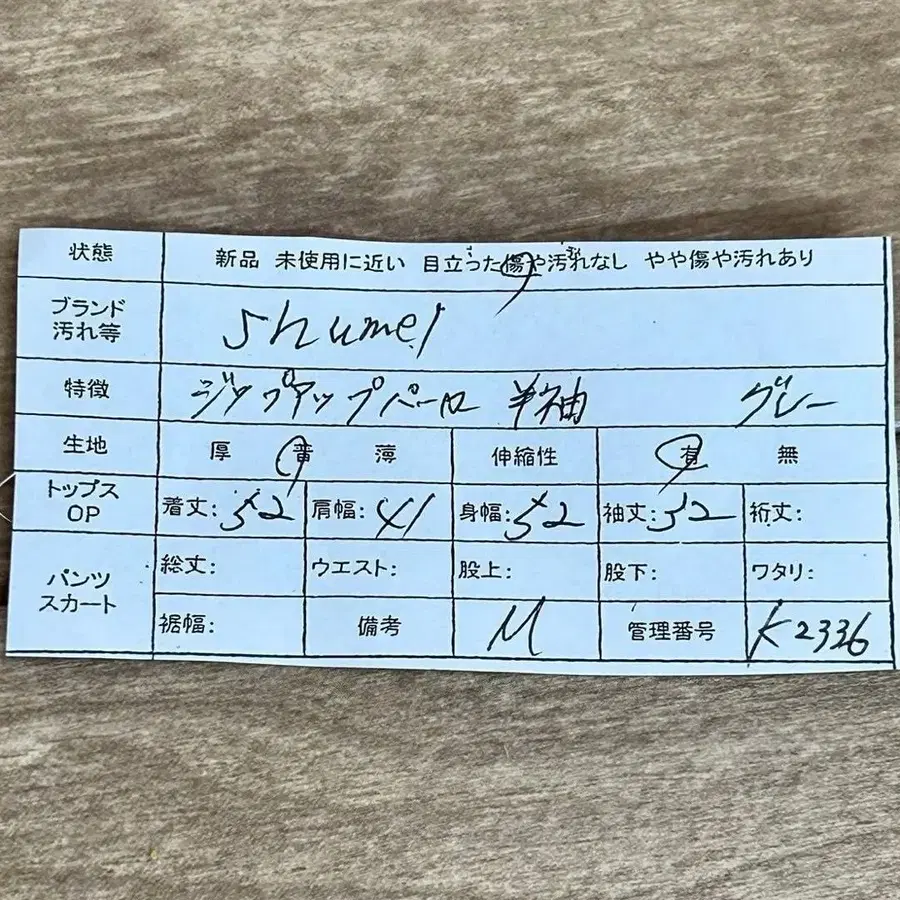 状態 新品 未使用に近い 目立った傷や汚れなし やや傷や汚れあり
ブランド
汚れ等 shumel
特徴 ジップアップパーカ 半袖 グレー
生地 厚 普 薄 伸縮性 有 無
トップス
OP 着丈: 52 肩幅: 41 身幅: 52 袖丈: 32 裄丈:
パンツ
スカート 総丈: ウエスト: 股上: 股下: ワタリ:
裾幅: 備考 M 管理番号 K2336